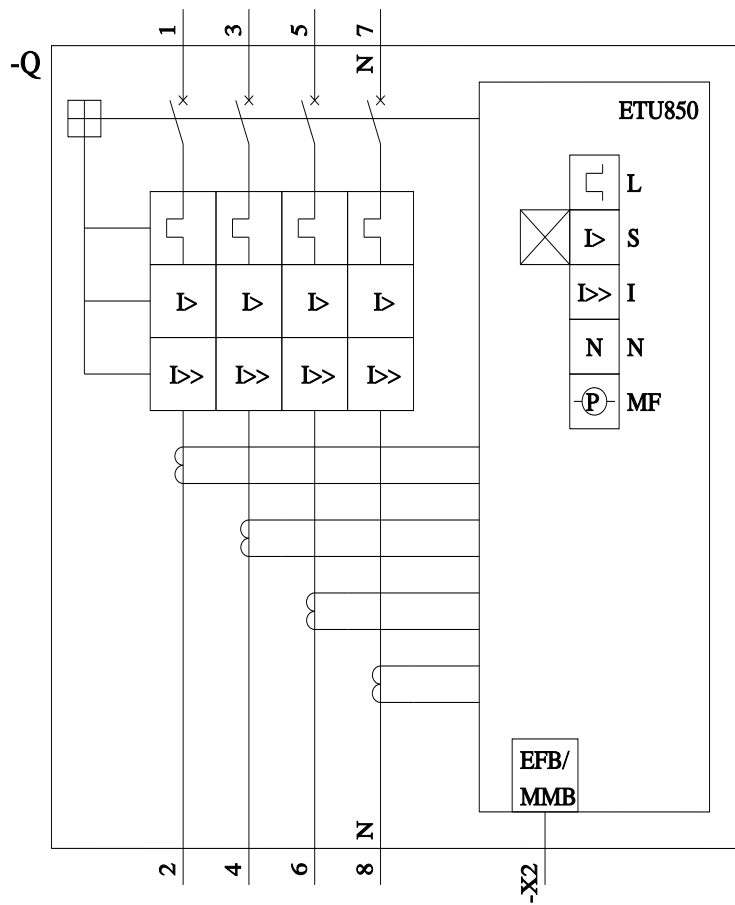 1 3 5 7
-Q
N
ETU850
L
I> S
I> I> I> I>
I>> I
N N
I>> I>> I>> I>>
P MF
EFB/
MMB
N
2 4 6 8
-X2